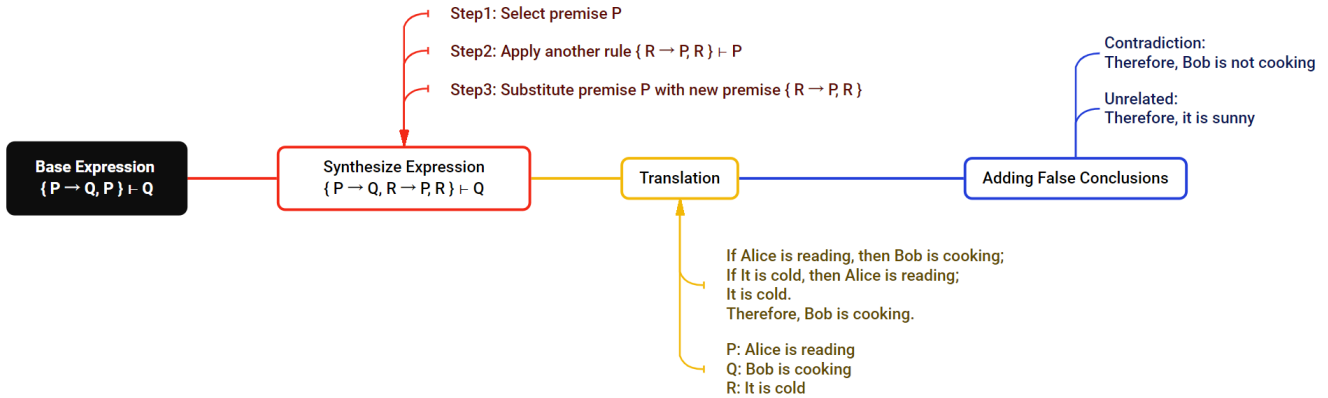 Step1: Select premise P
Step2: Apply another rule { R → P, R } ⊢ P
Step3: Substitute premise P with new premise { R → P, R }
Contradiction:
Therefore, Bob is not cooking
Unrelated:
Therefore, it is sunny
Base Expression
{ P → Q, P } ⊢ Q
Synthesize Expression
{ P → Q, R → P, R } ⊢ Q
Translation
Adding False Conclusions
If Alice is reading, then Bob is cooking;
If It is cold, then Alice is reading;
It is cold.
Therefore, Bob is cooking.
P: Alice is reading
Q: Bob is cooking
R: It is cold